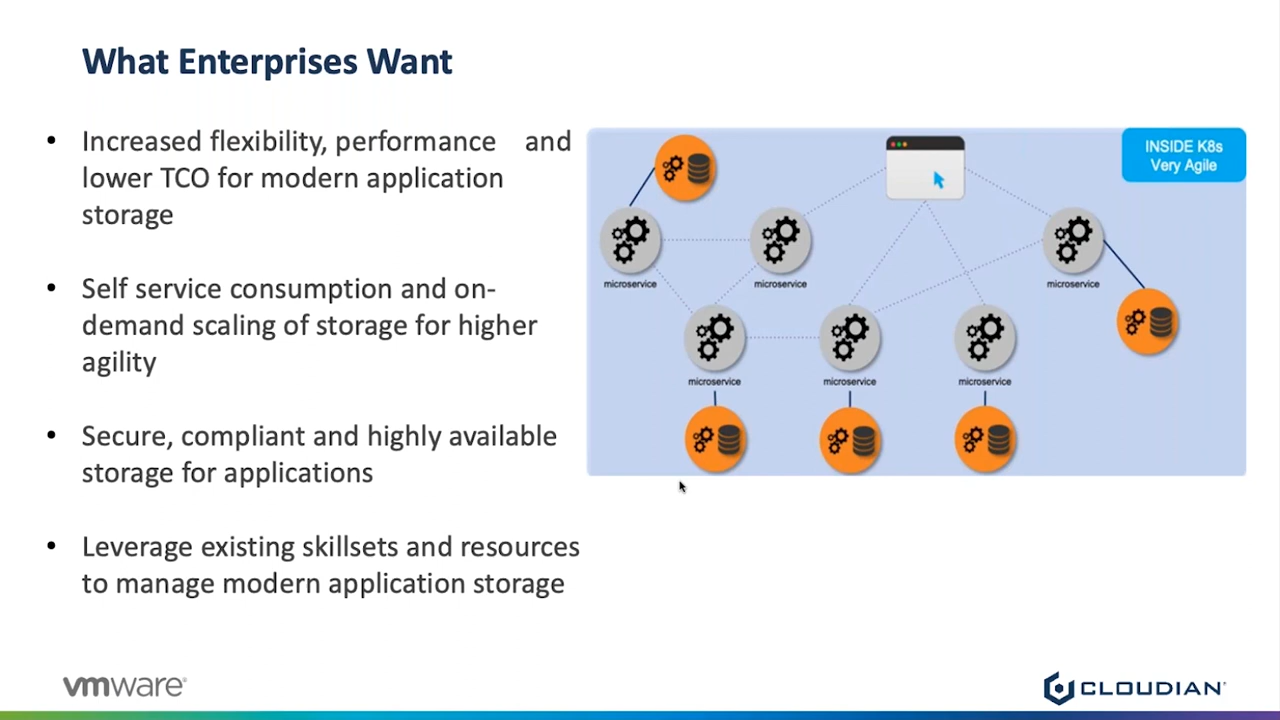 What Enterprises Want
• Increased flexibility, performance and
lower TCO for modern application
storage
• Self service consumption and on-
demand scaling of storage for higher
agility
• Secure, compliant and highly available
storage for applications
• Leverage existing skillsets and resources
to manage modern application storage
INSIDE K8s
Very Agile
microservice
microservice
microservice
microservice
microservice
microservice
vmware®
CLOUDIAN®